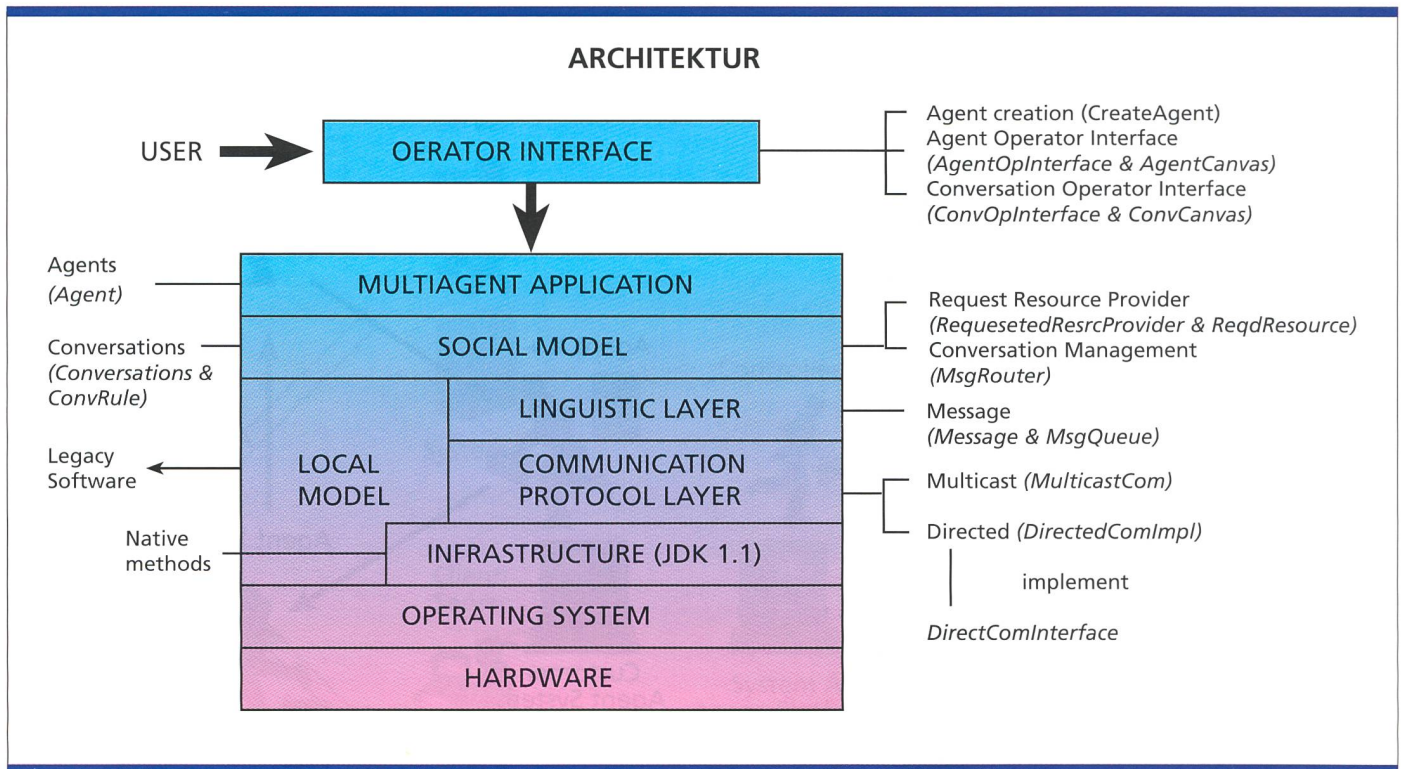 ARCHITEKTUR
USER
OERATOR INTERFACE
Agent creation (CreateAgent)
Agent Operator Interface
(AgentOpInterface & AgentCanvas)
Conversation Operator Interface
(ConvOpInterface & ConvCanvas)
Agents
(Agent)
MULTIAGENT APPLICATION
Conversations
(Conversations &
ConvRule)
SOCIAL MODEL
Request Resource Provider
(RequesetedResrcProvider & ReqdResource)
Conversation Management
(MsgRouter)
LINGUISTIC LAYER
Message
(Message & MsgQueue)
Legacy
Software
LOCAL
MODEL
COMMUNICATION
PROTOCOL LAYER
Multicast (MulticastCom)
Directed (DirectedComImpl)
implement
DirectComInterface
Native
methods
INFRASTRUCTURE (JDK 1.1)
OPERATING SYSTEM
HARDWARE